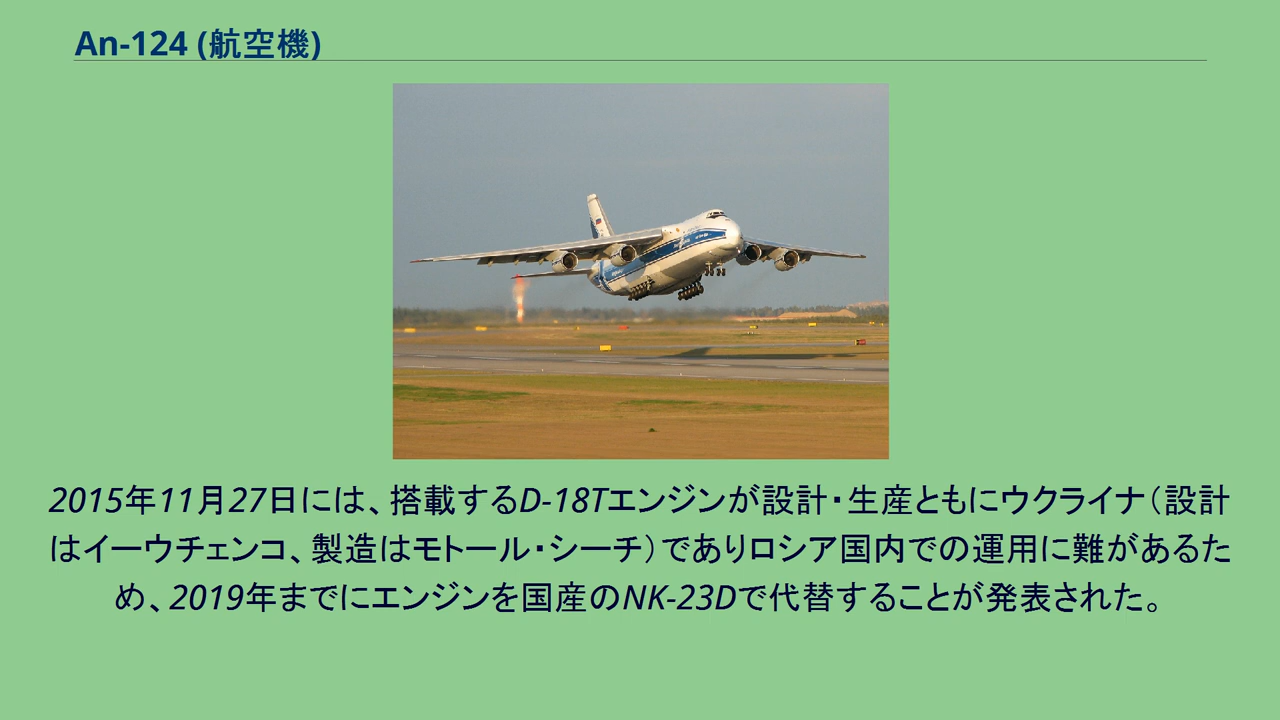 An-124 (航空機)
2015年11月27日には、搭載するD-18Tエンジンが設計・生産ともにウクライナ（設計
はイーウチェンコ、製造はモトール・シーチ）でありロシア国内での運用に難があるた
め、2019年までにエンジンを国産のNK-23Dで代替することが発表された。